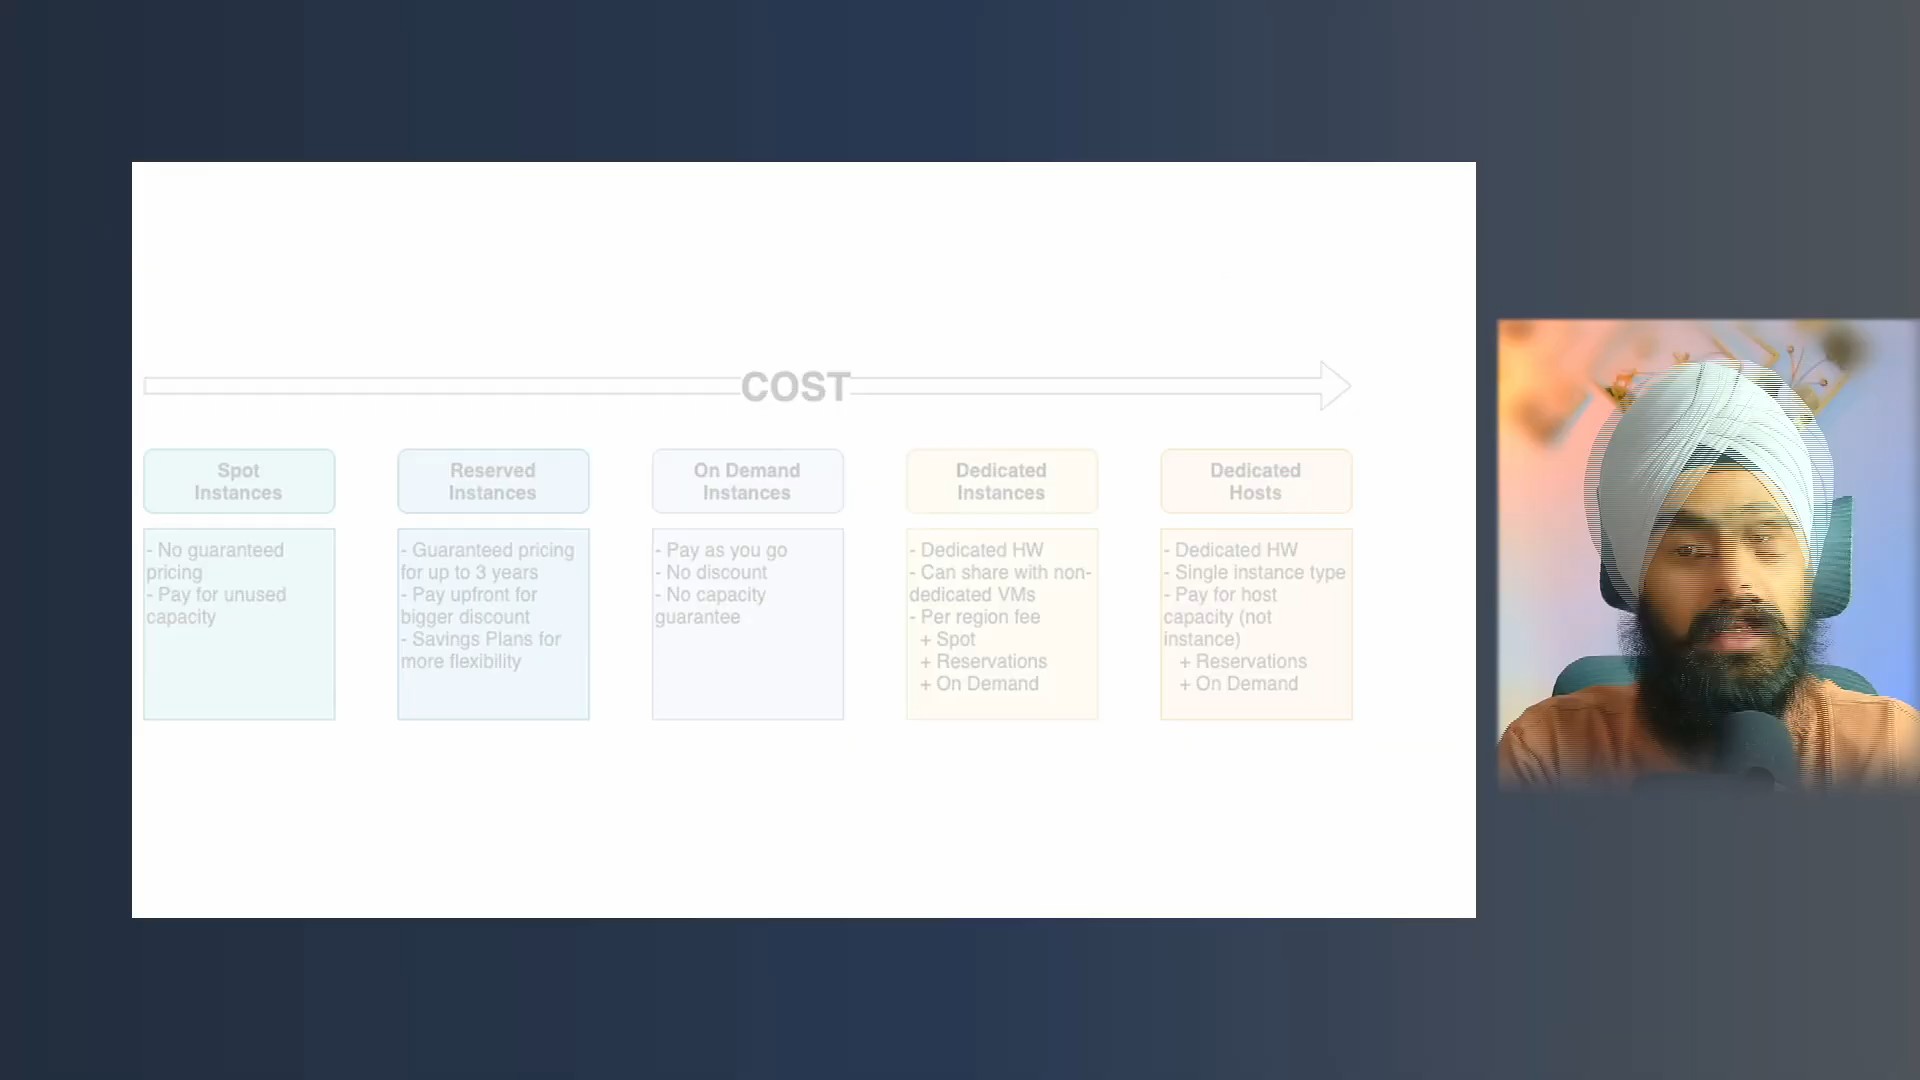 COST
Spot
Instances
- No guaranteed
pricing
- Pay for unused
capacity
Reserved
Instances
- Guaranteed pricing
for up to 3 years
- Pay upfront for
bigger discount
- Savings Plans for
more flexibility
On Demand
Instances
- Pay as you go
- No discount
- No capacity
guarantee
Dedicated
Instances
- Dedicated HW
- Can share with non-
dedicated VMs
- Per region fee
+ Spot
+ Reservations
+ On Demand
Dedicated
Hosts
- Dedicated HW
- Single instance type
- Pay for host
capacity (not
instance)
+ Reservations
+ On Demand